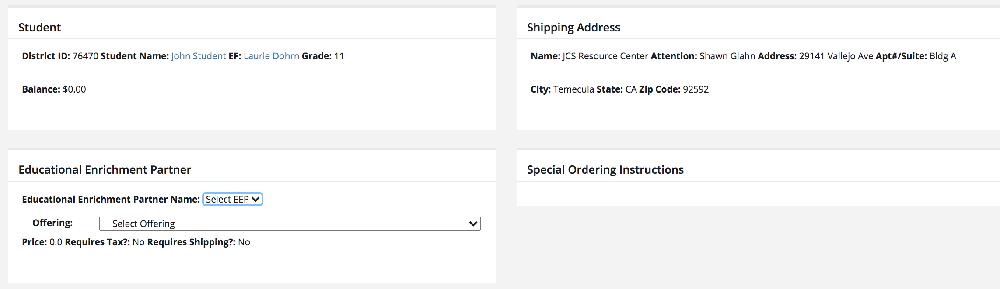 Student
District ID: 76470 Student Name: John Student EF: Laurie Dohrn Grade: 11
Balance: $0.00
Shipping Address
Name: JCS Resource Center Attention: Shawn Glahn Address: 29141 Vallejo Ave Apt#/Suite: Bldg A
City: Temecula State: CA Zip Code: 92592
Educational Enrichment Partner
Educational Enrichment Partner Name: Select EEP
Offering: Select Offering
Price: 0.0 Requires Tax?: No Requires Shipping?: No
Special Ordering Instructions